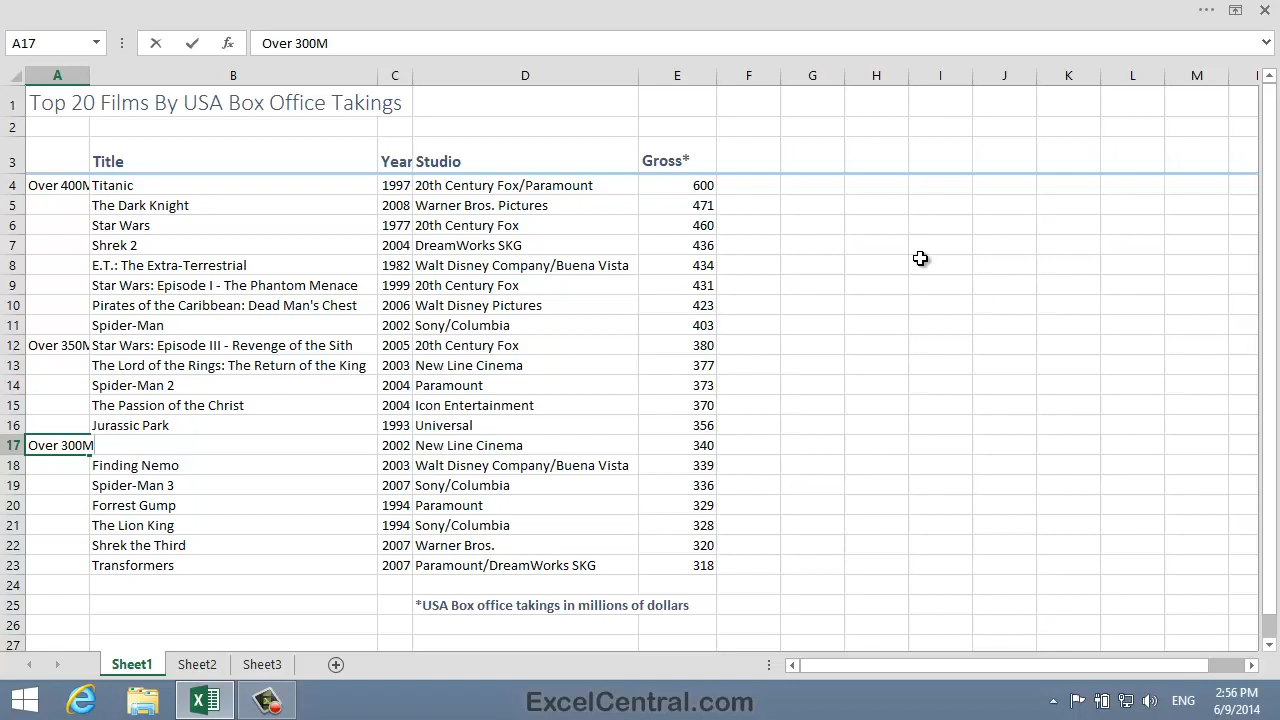 A17 Over 300M
A B C D E F G H I J K L M
1 Top 20 Films By USA Box Office Takings
2
3 Title Year Studio Gross*
4 Over 400M Titanic 1997 20th Century Fox/Paramount 600
5 The Dark Knight 2008 Warner Bros. Pictures 471
6 Star Wars 1977 20th Century Fox 460
7 Shrek 2 2004 DreamWorks SKG 436
8 E.T.: The Extra-Terrestrial 1982 Walt Disney Company/Buena Vista 434
9 Star Wars: Episode I - The Phantom Menace 1999 20th Century Fox 431
10 Pirates of the Caribbean: Dead Man's Chest 2006 Walt Disney Pictures 423
11 Spider-Man 2002 Sony/Columbia 403
12 Over 350M Star Wars: Episode III - Revenge of the Sith 2005 20th Century Fox 380
13 The Lord of the Rings: The Return of the King 2003 New Line Cinema 377
14 Spider-Man 2 2004 Paramount 373
15 The Passion of the Christ 2004 Icon Entertainment 370
16 Jurassic Park 1993 Universal 356
17 Over 300M 2002 New Line Cinema 340
18 Finding Nemo 2003 Walt Disney Company/Buena Vista 339
19 Spider-Man 3 2007 Sony/Columbia 336
20 Forrest Gump 1994 Paramount 329
21 The Lion King 1994 Sony/Columbia 328
22 Shrek the Third 2007 Warner Bros. 320
23 Transformers 2007 Paramount/DreamWorks SKG 318
24
25 *USA Box office takings in millions of dollars
26
27
Sheet1 Sheet2 Sheet3
ExcelCentral.com ENG 2:56 PM
6/9/2014